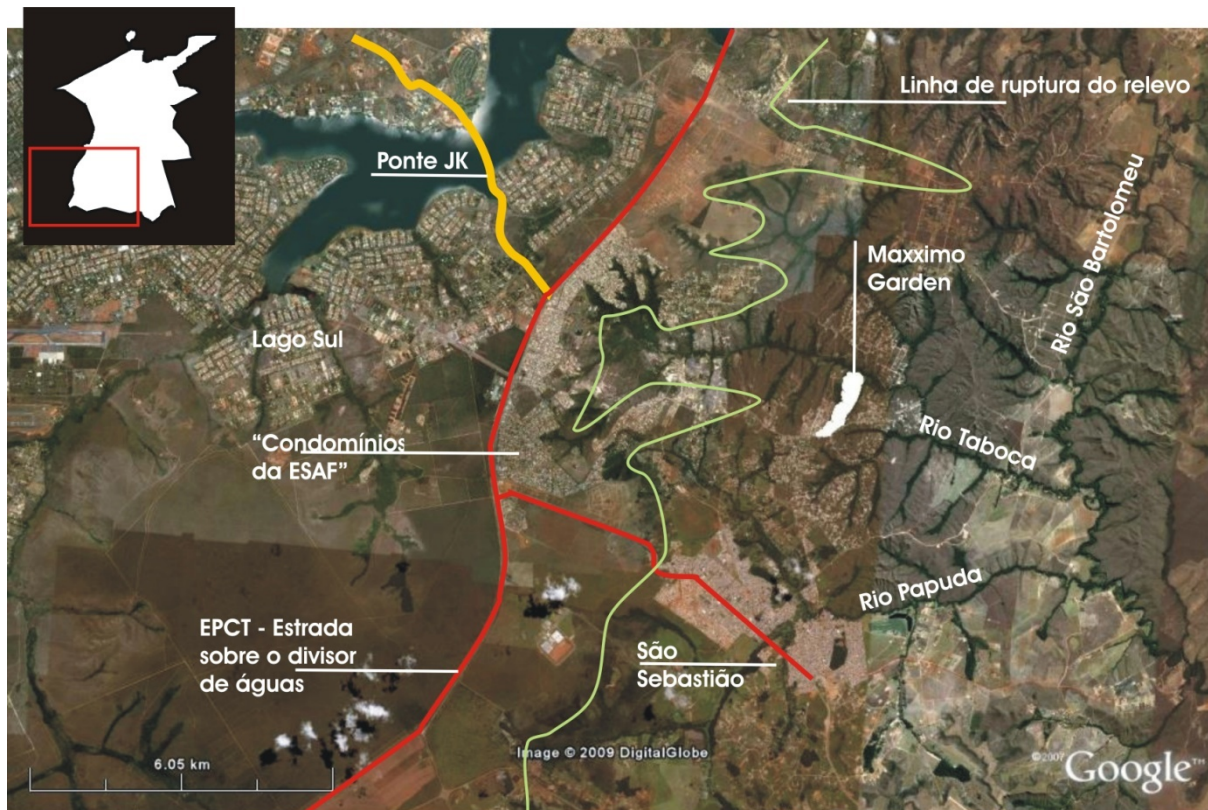 Linha de ruptura do relevo
Ponte JK
Rio São Bartolomeu
Maxximo
Garden
Lago Sul
“Condomínios
da ESAF”
Rio Taboca
Rio Papuda
EPCT - Estrada
sobre o divisor
de águas
São
Sebastião
6.05 km
Image © 2009 DigitalGlobe
©2007 Google™